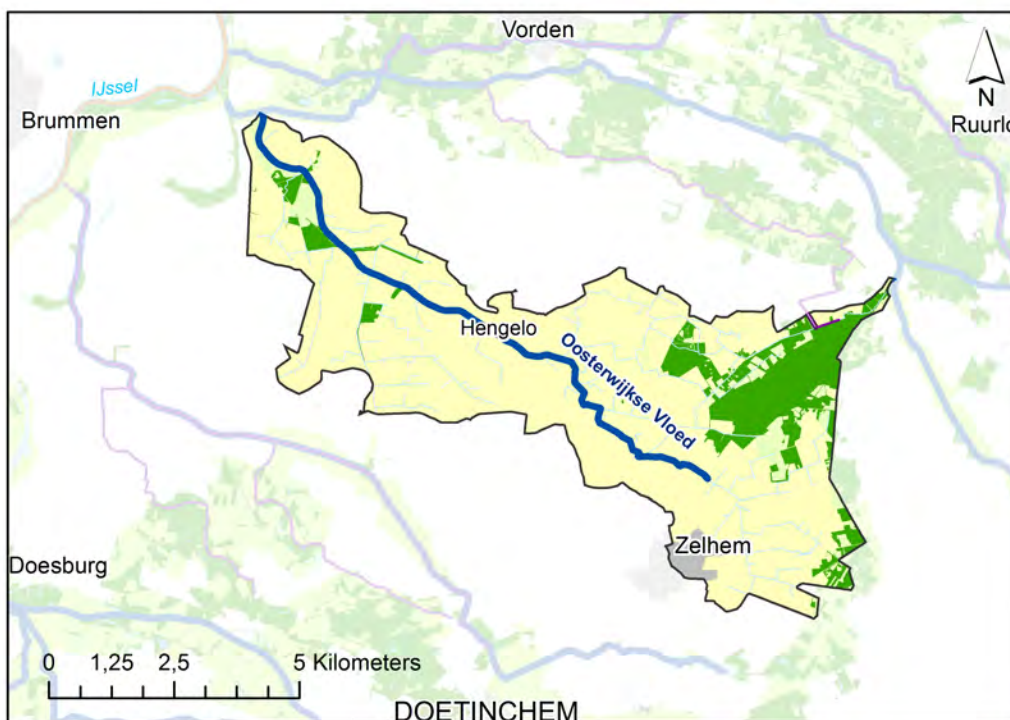 Vorden
IJssel
Brummen
N
Ruurlo
Hengelo
Oosterwijkse Vloed
Doesburg
Zelhem
0 1,25 2,5 5 Kilometers
DOETINCHEM